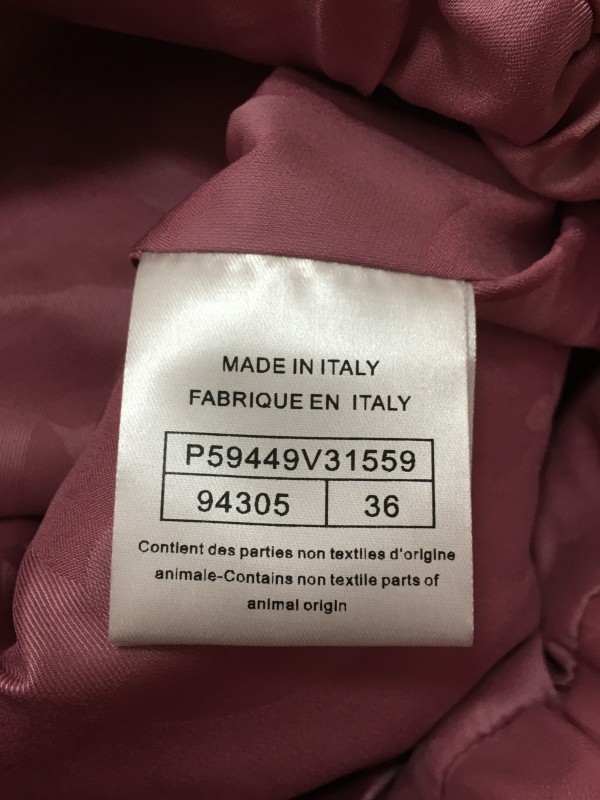 MADE IN ITALY
FABRIQUE EN ITALY
P59449V31559
94305 36
Contient des parties non textiles d'origine
animale-Contains non textile parts of
animal origin